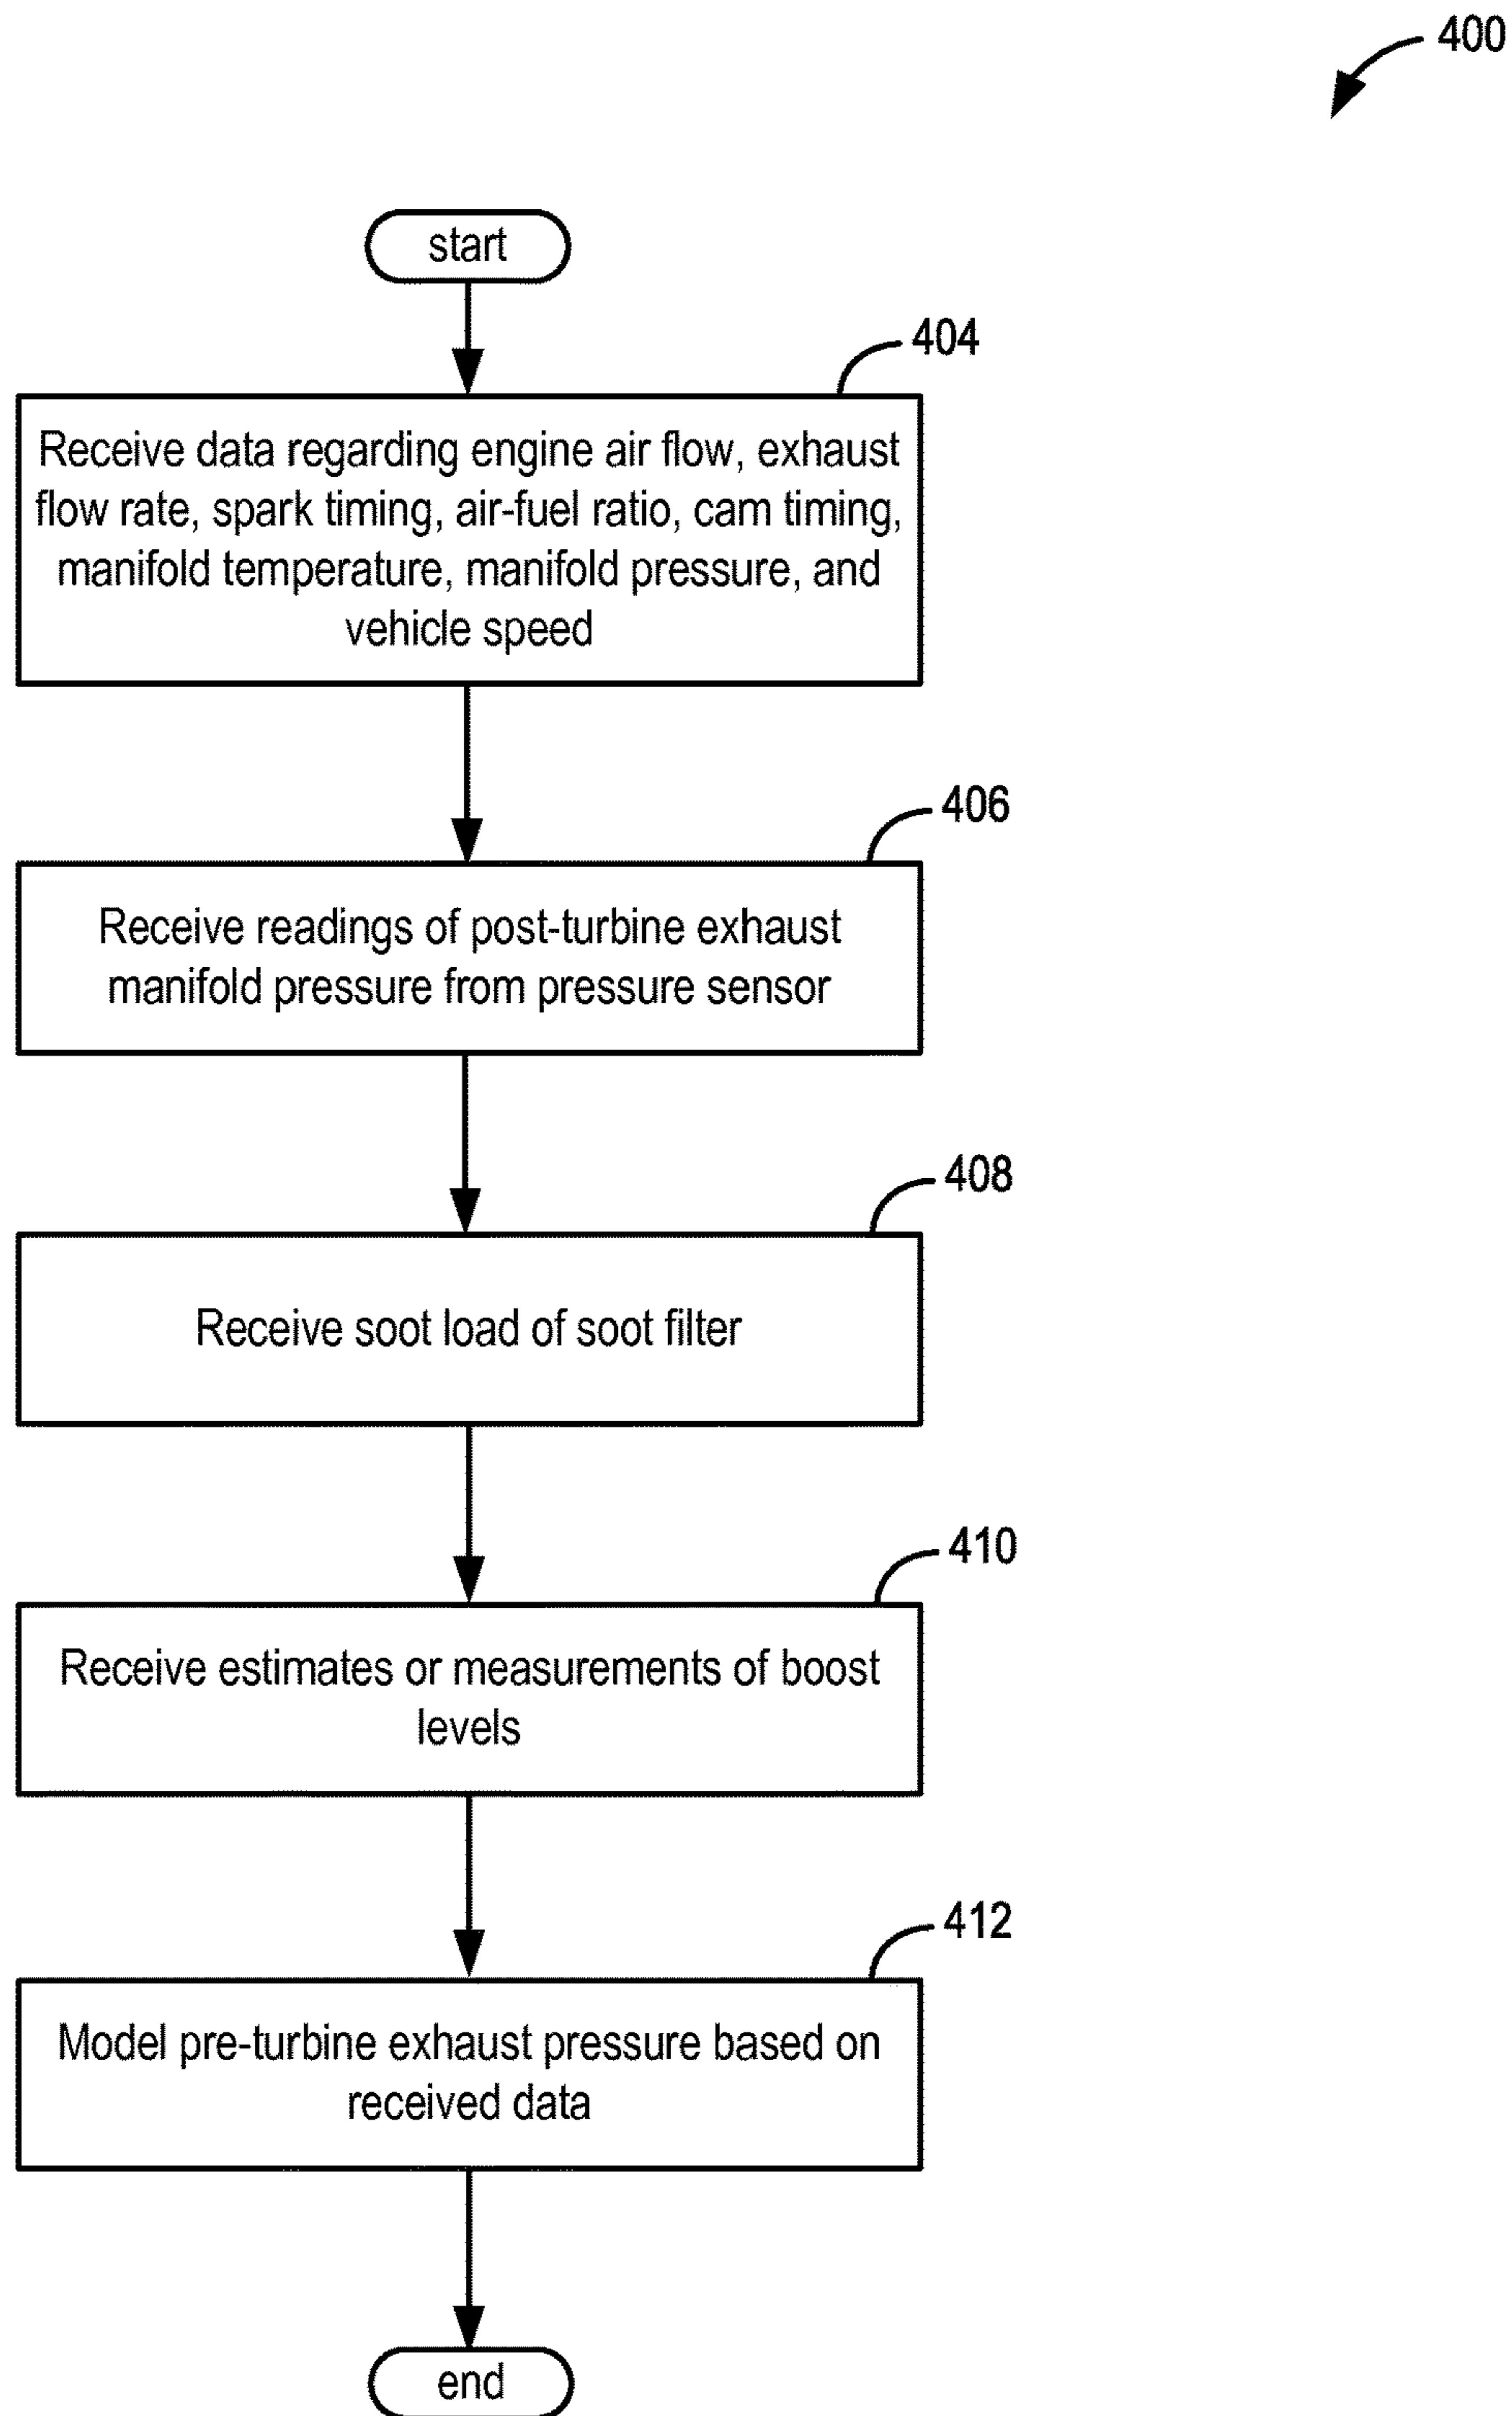 400
start
404
Receive data regarding engine air flow, exhaust
flow rate, spark timing, air-fuel ratio, cam timing,
manifold temperature, manifold pressure, and
vehicle speed
406
Receive readings of post-turbine exhaust
manifold pressure from pressure sensor
408
Receive soot load of soot filter
410
Receive estimates or measurements of boost
levels
412
Model pre-turbine exhaust pressure based on
received data
end